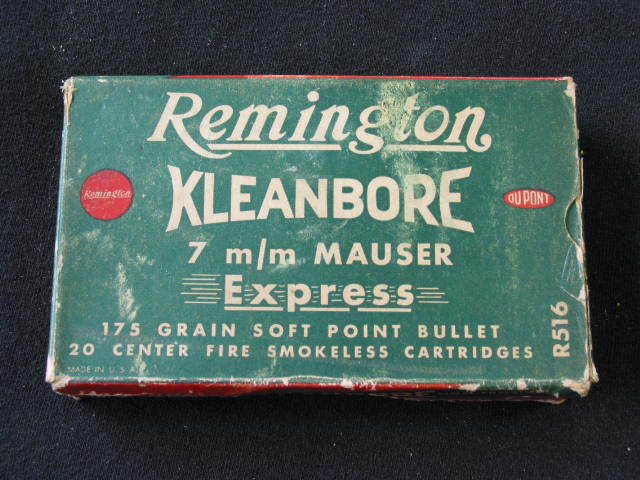 Remington
Remington
KLEANBORE
DU PONT
7 m/m MAUSER
Express
175 GRAIN SOFT POINT BULLET
20 CENTER FIRE SMOKELESS CARTRIDGES
MADE IN U.S.A.
R516